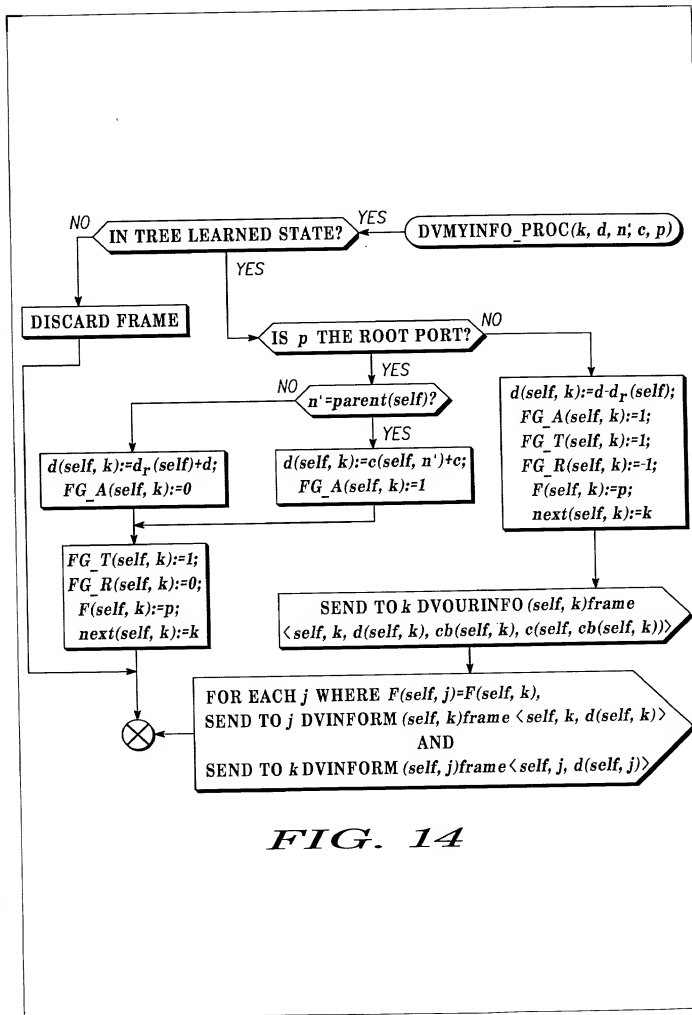 NO
YES
IN TREE LEARNED STATE?
DVMYINFO_PROC(k, d, n', c, p)
YES
DISCARD FRAME
IS p THE ROOT PORT?
NO
YES
NO
n'=parent(self)?
d(self, k):=d-dr(self);
FG_A(self, k):=1;
FG_T(self, k):=1;
FG_R(self, k):=-1;
F(self, k):=p;
next(self, k):=k
YES
d(self, k):=dr(self)+d;
FG_A(self, k):=0
d(self, k):=c(self, n')+c;
FG_A(self, k):=1
FG_T(self, k):=1;
FG_R(self, k):=0;
F(self, k):=p;
next(self, k):=k
SEND TO k DVOURINFO (self, k)frame
⟨self, k, d(self, k), cb(self, k), c(self, cb(self, k))⟩
FOR EACH j WHERE F(self, j)=F(self, k),
SEND TO j DVINFORM (self, k)frame ⟨self, k, d(self, k)⟩
AND
SEND TO k DVINFORM (self, j)frame⟨self, j, d(self, j)⟩
FIG. 14